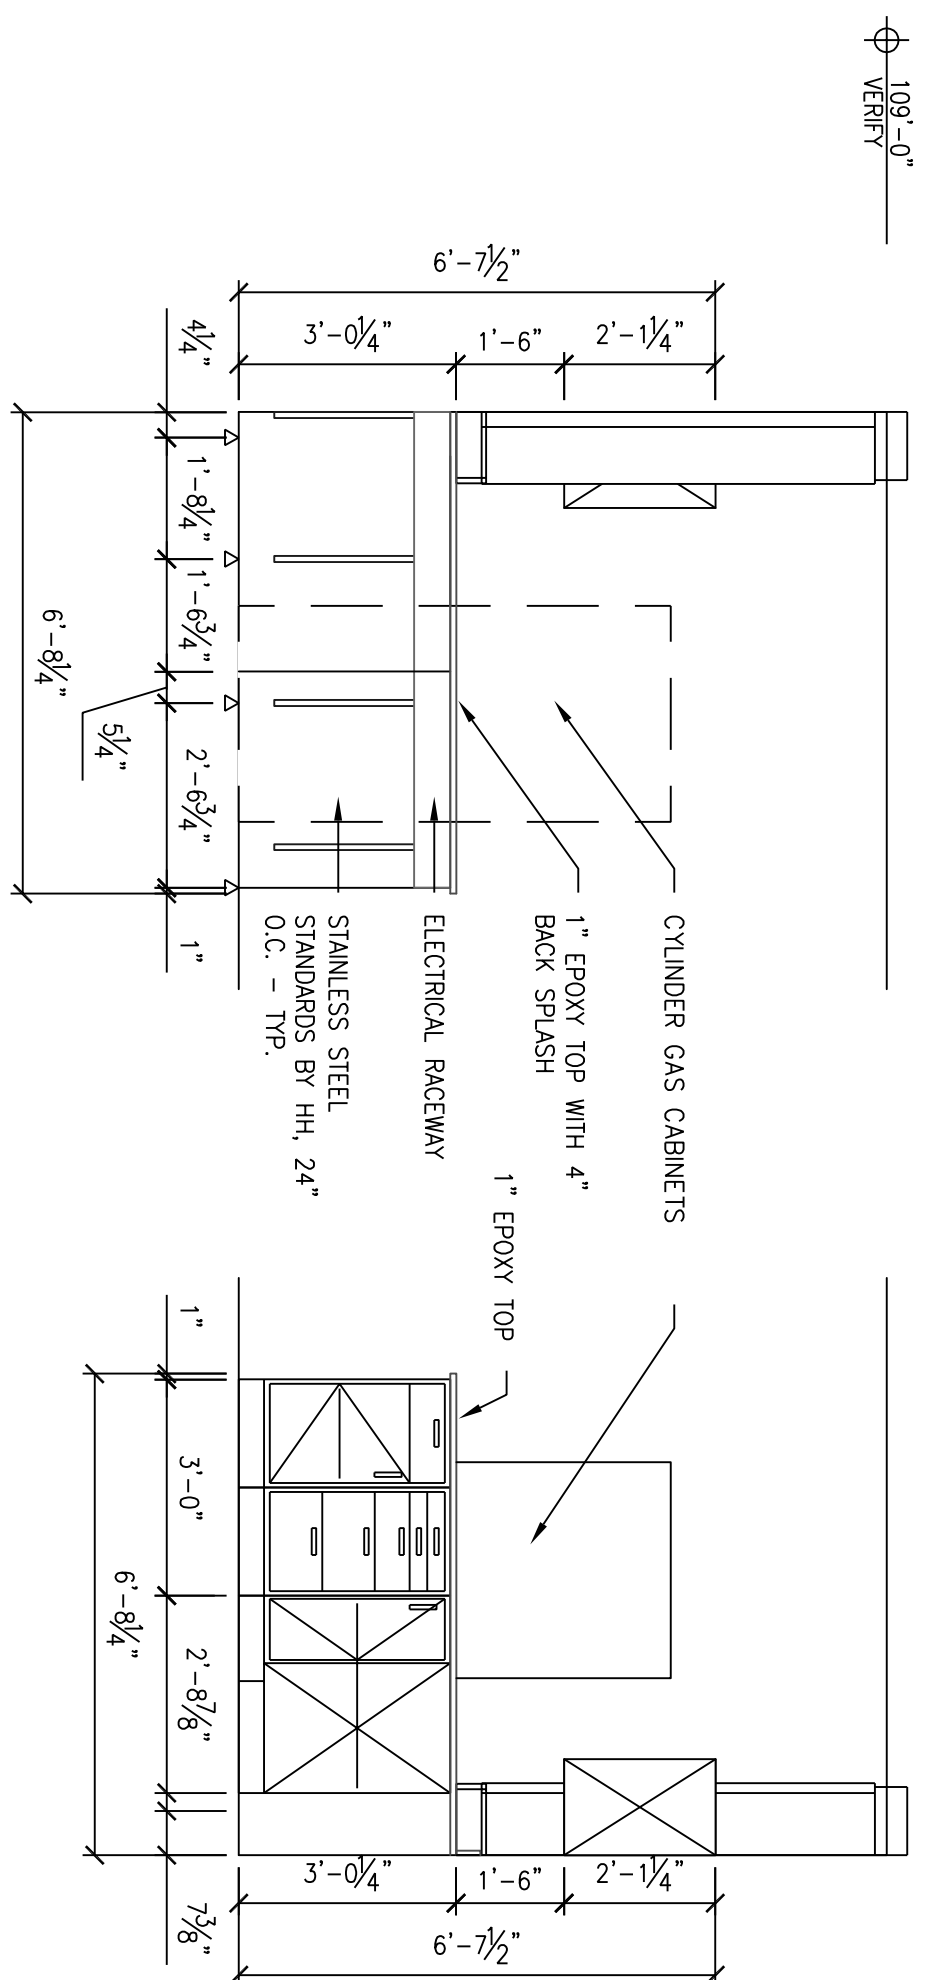 109'-0"
VERIFY
6'-7½"
3'-0¼"
1'-6"
2'-1¼"
4¼"
1'-8¼"
1'-6¾"
5¼"
2'-6¾"
1"
6'-8¼"
CYLINDER GAS CABINETS
1" EPOXY TOP WITH 4"
BACK SPLASH
ELECTRICAL RACEWAY
STAINLESS STEEL
STANDARDS BY HH, 24"
O.C. - TYP.
1" EPOXY TOP
1"
3'-0"
2'-8⅞"
7⅜"
6'-8¼"
2'-1¼"
1'-6"
3'-0¼"
6'-7½"